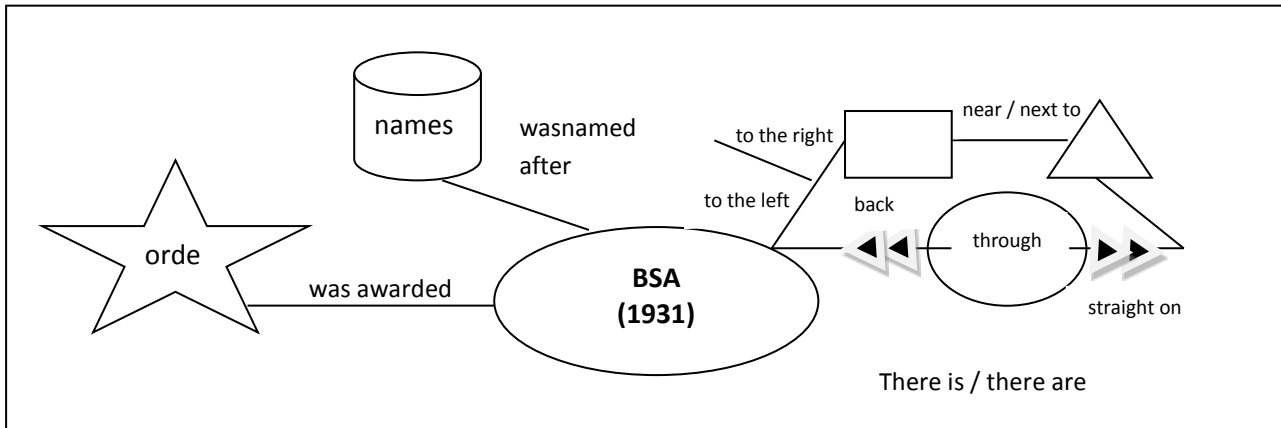 names
wasnamed
after
near / next to
to the right
to the left
back
orde
through
BSA
(1931)
was awarded
straight on
There is / there are